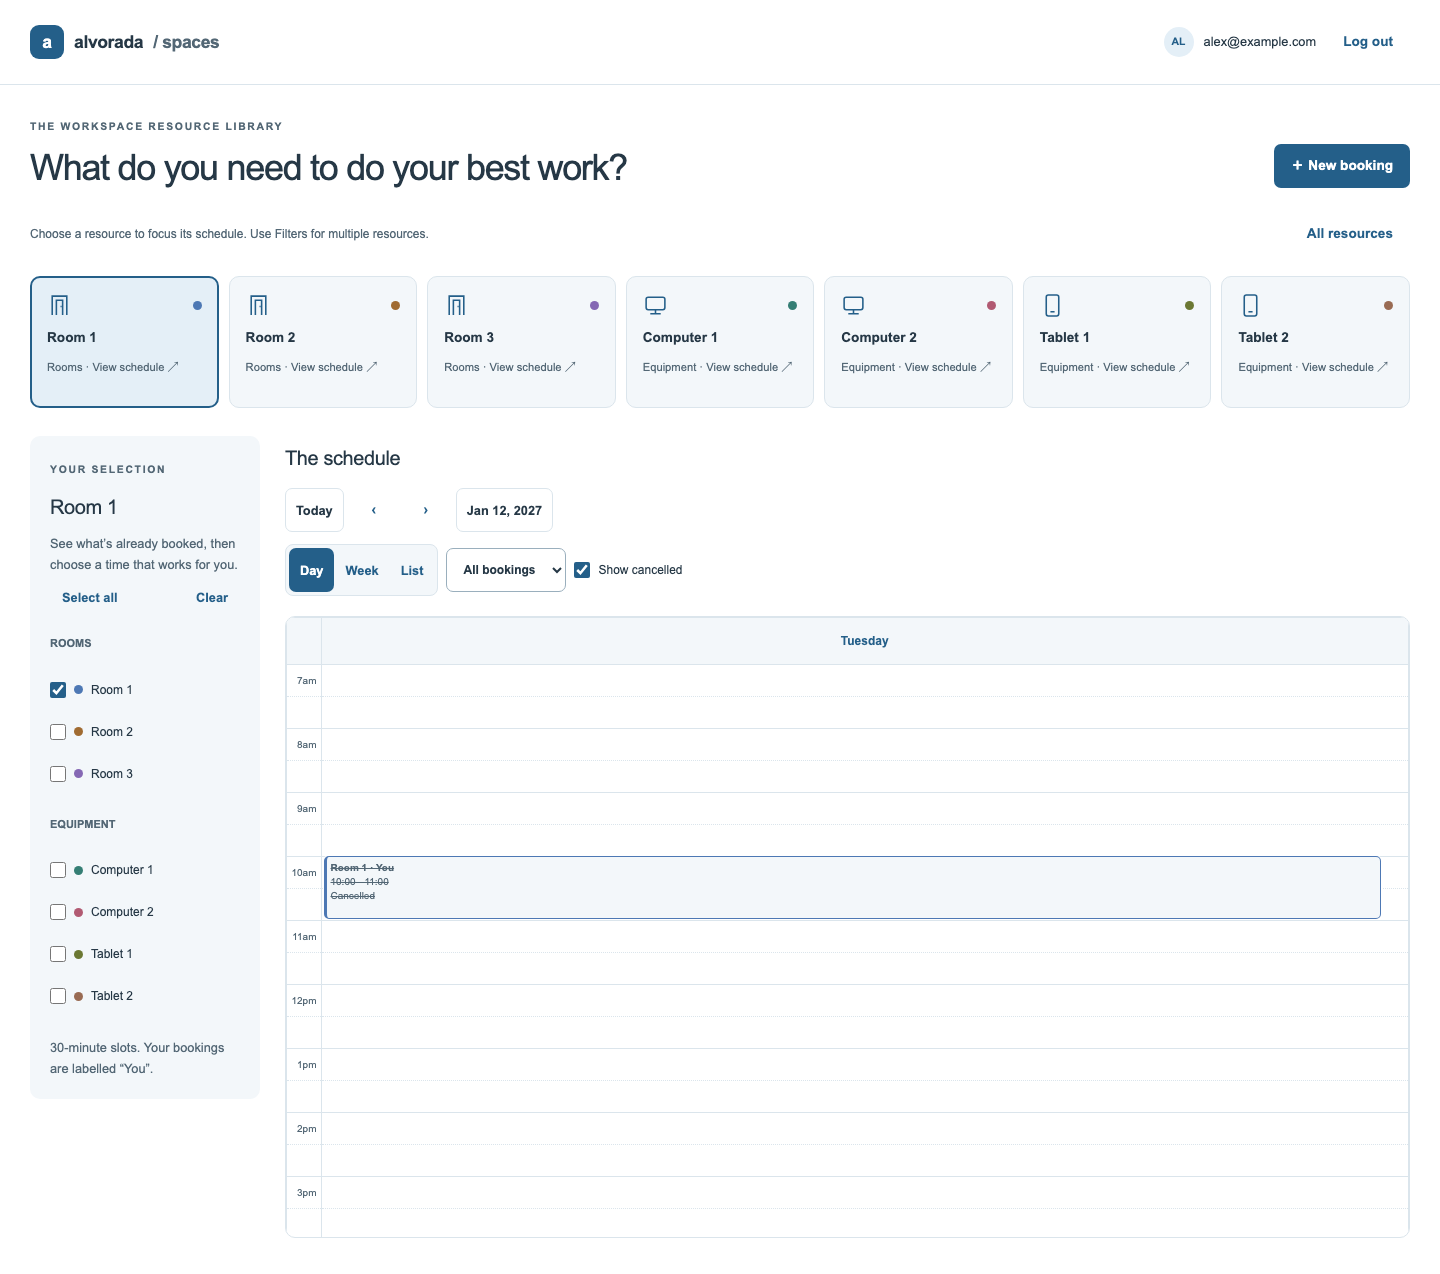 a alvorada / spaces
AL alex@example.com Log out
THE WORKSPACE RESOURCE LIBRARY
What do you need to do your best work?
+ New booking
Choose a resource to focus its schedule. Use Filters for multiple resources.
All resources
Room 1
Rooms · View schedule ↗
Room 2
Rooms · View schedule ↗
Room 3
Rooms · View schedule ↗
Computer 1
Equipment · View schedule ↗
Computer 2
Equipment · View schedule ↗
Tablet 1
Equipment · View schedule ↗
Tablet 2
Equipment · View schedule ↗
YOUR SELECTION
Room 1
See what's already booked, then
choose a time that works for you.
Select all Clear
ROOMS
Room 1
Room 2
Room 3
EQUIPMENT
Computer 1
Computer 2
Tablet 1
Tablet 2
30-minute slots. Your bookings
are labelled “You”.
The schedule
Today ‹ › Jan 12, 2027
Day Week List All bookings Show cancelled
Tuesday
7am
8am
9am
10am
Room 1 · You
10:00 – 11:00
Cancelled
11am
12pm
1pm
2pm
3pm